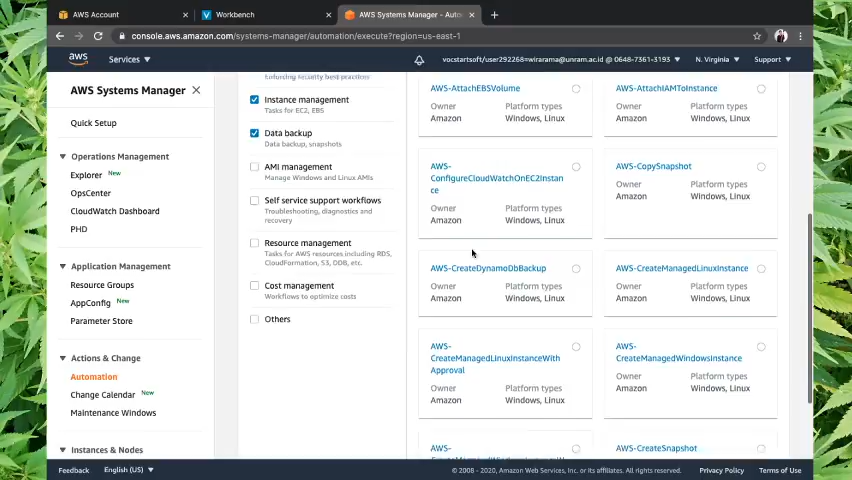 AWS Account
Workbench
AWS Systems Manager - Auto
console.aws.amazon.com/systems-manager/automation/execute?region=us-east-1
aws
Services
vocstartsoft/user292268=wirarama@unram.ac.id @ 0648-7361-3193
N. Virginia
Support
AWS Systems Manager
Quick Setup
Operations Management
Explorer New
OpsCenter
CloudWatch Dashboard
PHD
Application Management
Resource Groups
AppConfig New
Parameter Store
Actions & Change
Automation
Change Calendar New
Maintenance Windows
Instances & Nodes
Enforcing security best practices
Instance management
Tasks for EC2, EBS
Data backup
Data backup, snapshots
AMI management
Manage Windows and Linux AMIs
Self service support workflows
Troubleshooting, diagnostics and
recovery
Resource management
Tasks for AWS resources including RDS,
CloudFormation, S3, DDB, etc.
Cost management
Workflows to optimize costs
Others
AWS-AttachEBSVolume
Owner
Amazon
Platform types
Windows, Linux
AWS-AttachIAMToInstance
Owner
Amazon
Platform types
Windows, Linux
AWS-
ConfigureCloudWatchOnEC2Instan
ce
Owner
Amazon
Platform types
Windows, Linux
AWS-CopySnapshot
Owner
Amazon
Platform types
Windows, Linux
AWS-CreateDynamoDbBackup
Owner
Amazon
Platform types
Windows, Linux
AWS-CreateManagedLinuxInstance
Owner
Amazon
Platform types
Windows, Linux
AWS-
CreateManagedLinuxInstanceWith
Approval
Owner
Amazon
Platform types
Windows, Linux
AWS-
CreateManagedWindowsInstance
Owner
Amazon
Platform types
Windows, Linux
AWS-
AWS-CreateSnapshot
Feedback
English (US)
© 2008 - 2020, Amazon Web Services, Inc. or its affiliates. All rights reserved.
Privacy Policy
Terms of Use